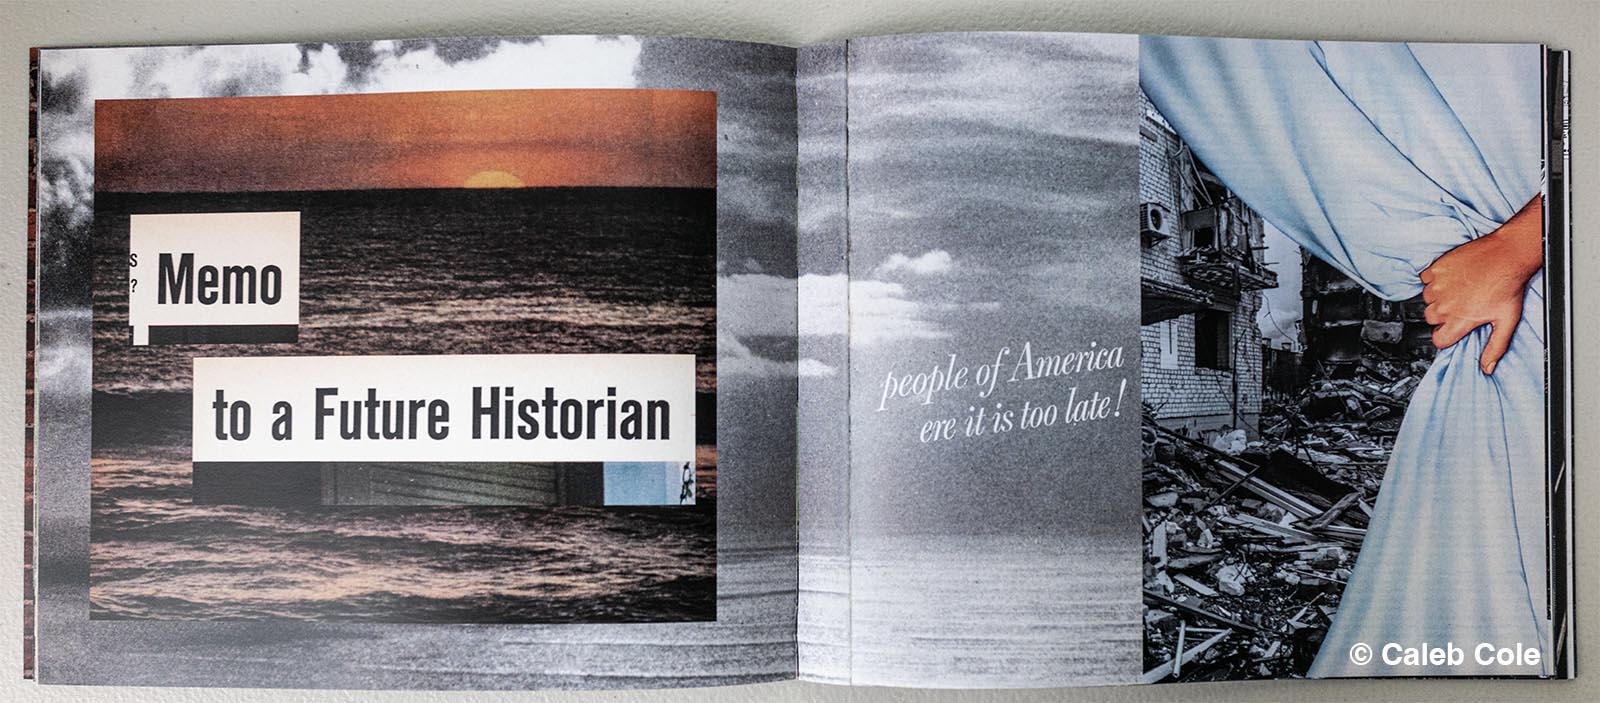 S
?
Memo
to a Future Historian
people of America
ere it is too late!
© Caleb Cole